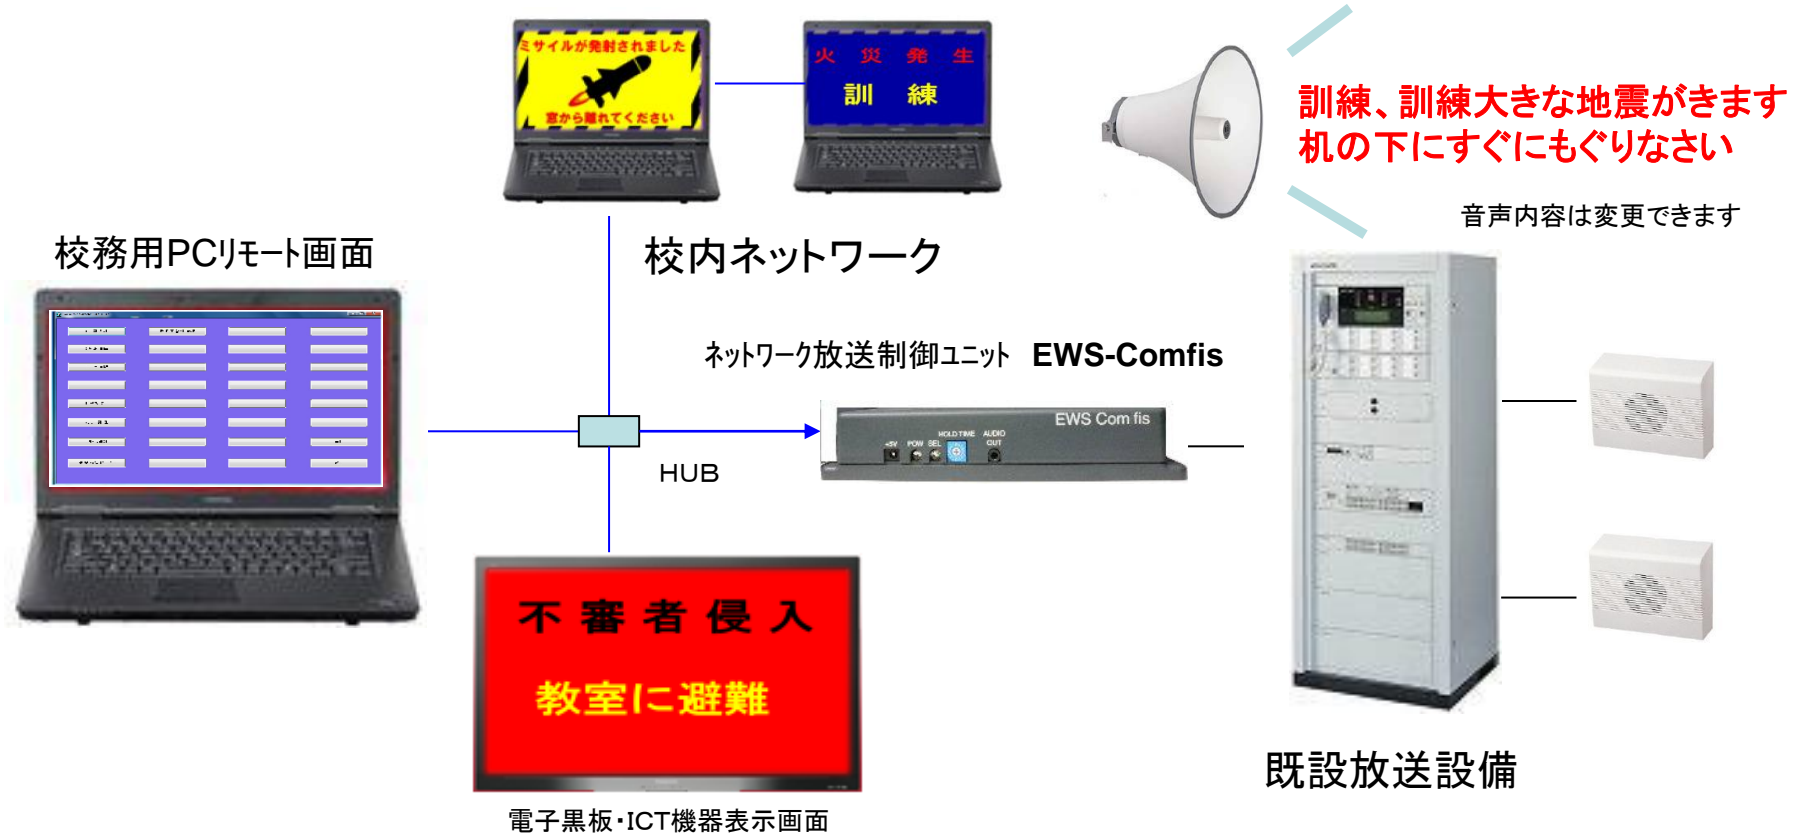 ミサイルが発射されました
窓から離れてください
火災発生
訓練
訓練、訓練大きな地震がきます
机の下にすぐにもぐりなさい
音声内容は変更できます
校務用PCリモート画面
校内ネットワーク
ネットワーク放送制御ユニット EWS-Comfis
EWS Com fis
HOLD TIME AUDIO
+5V POW SEL OUT
HUB
不審者侵入
教室に避難
既設放送設備
電子黒板・ICT機器表示画面